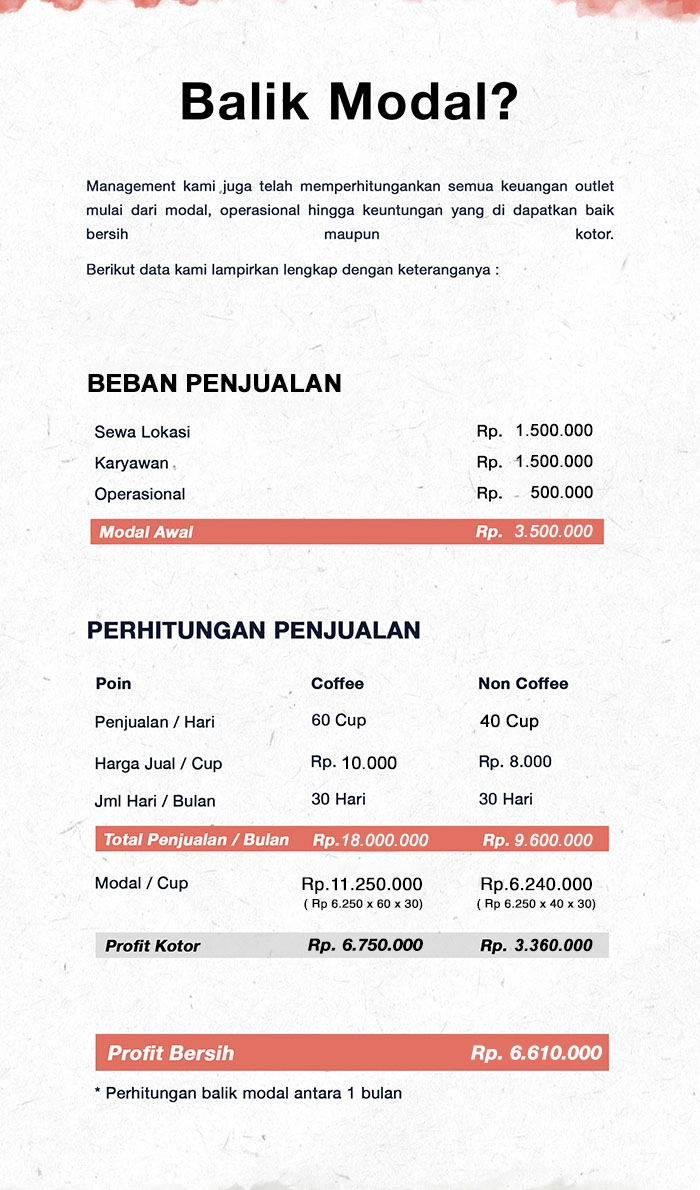 Balik Modal?
Management kami juga telah memperhitungankan semua keuangan outlet
mulai dari modal, operasional hingga keuntungan yang di dapatkan baik
bersih maupun kotor.
Berikut data kami lampirkan lengkap dengan keteranganya :
BEBAN PENJUALAN
Sewa Lokasi Rp. 1.500.000
Karyawan Rp. 1.500.000
Operasional Rp. 500.000
Modal Awal Rp. 3.500.000
PERHITUNGAN PENJUALAN
Poin Coffee Non Coffee
Penjualan / Hari 60 Cup 40 Cup
Harga Jual / Cup Rp. 10.000 Rp. 8.000
Jml Hari / Bulan 30 Hari 30 Hari
Total Penjualan / Bulan Rp.18.000.000 Rp. 9.600.000
Modal / Cup Rp.11.250.000 Rp.6.240.000
( Rp 6.250 x 60 x 30) ( Rp 6.250 x 40 x 30)
Profit Kotor Rp. 6.750.000 Rp. 3.360.000
Profit Bersih Rp. 6.610.000
* Perhitungan balik modal antara 1 bulan